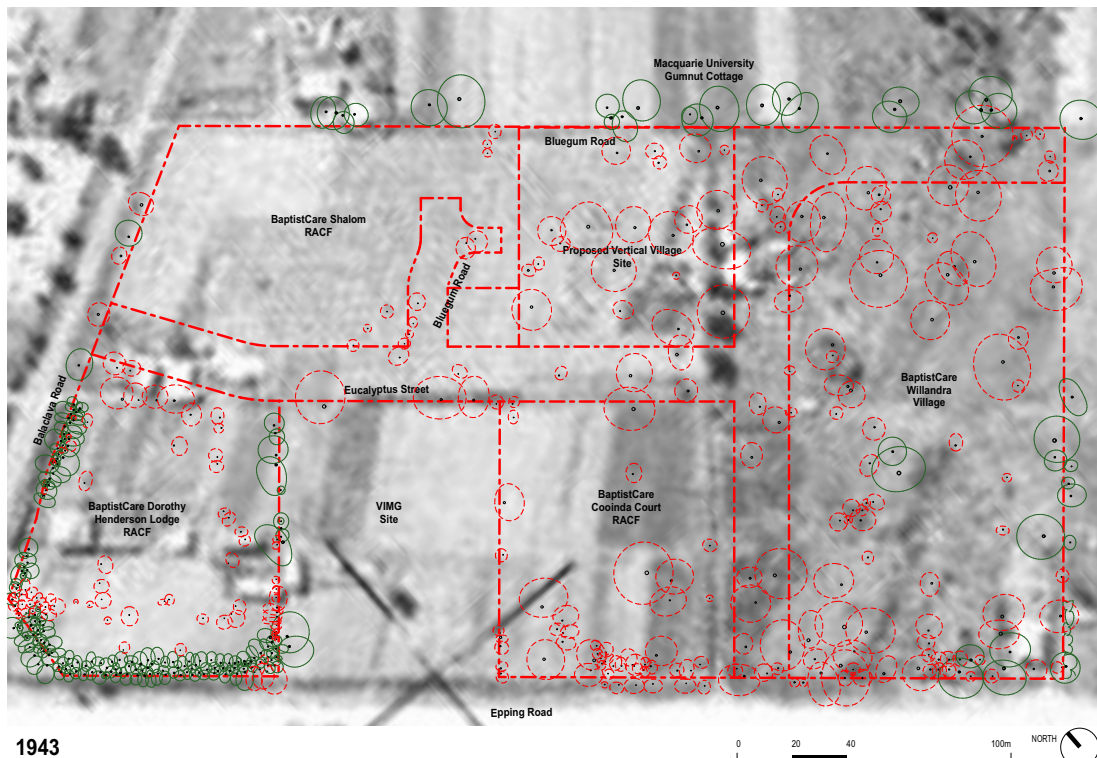 Macquarie University
Gumnut Cottage
Bluegum Road
BaptistCare Shalom
RACF
Proposed Vertical Village
Site
Bluegum Road
Eucalyptus Street
BaptistCare
Willandra
Village
Balaclava Road
BaptistCare Dorothy
Henderson Lodge
RACF
VIMG
Site
BaptistCare
Cooinda Court
RACF
Epping Road
1943
0 20 40 100m
NORTH